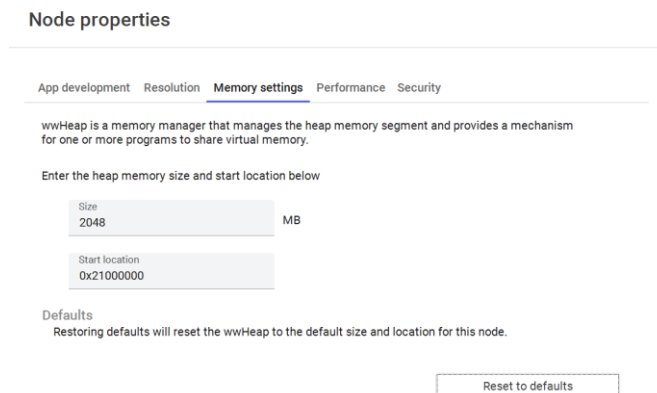 Node properties
App development Resolution Memory settings Performance Security
wwHeap is a memory manager that manages the heap memory segment and provides a mechanism
for one or more programs to share virtual memory.
Enter the heap memory size and start location below
Size
2048 MB
Start location
0x21000000
Defaults
Restoring defaults will reset the wwHeap to the default size and location for this node.
Reset to defaults